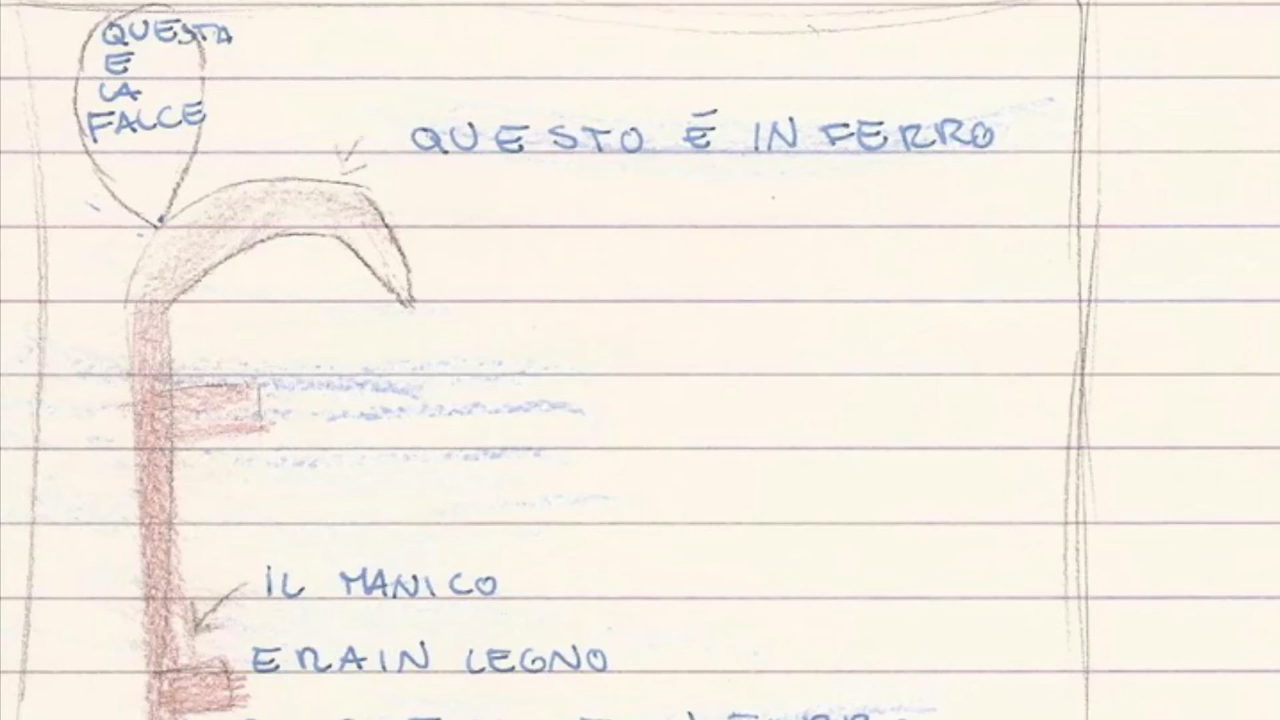 QUESTA
E
LA
FALCE
QUESTO É IN FERRO
IL MANICO
ERA IN LEGNO